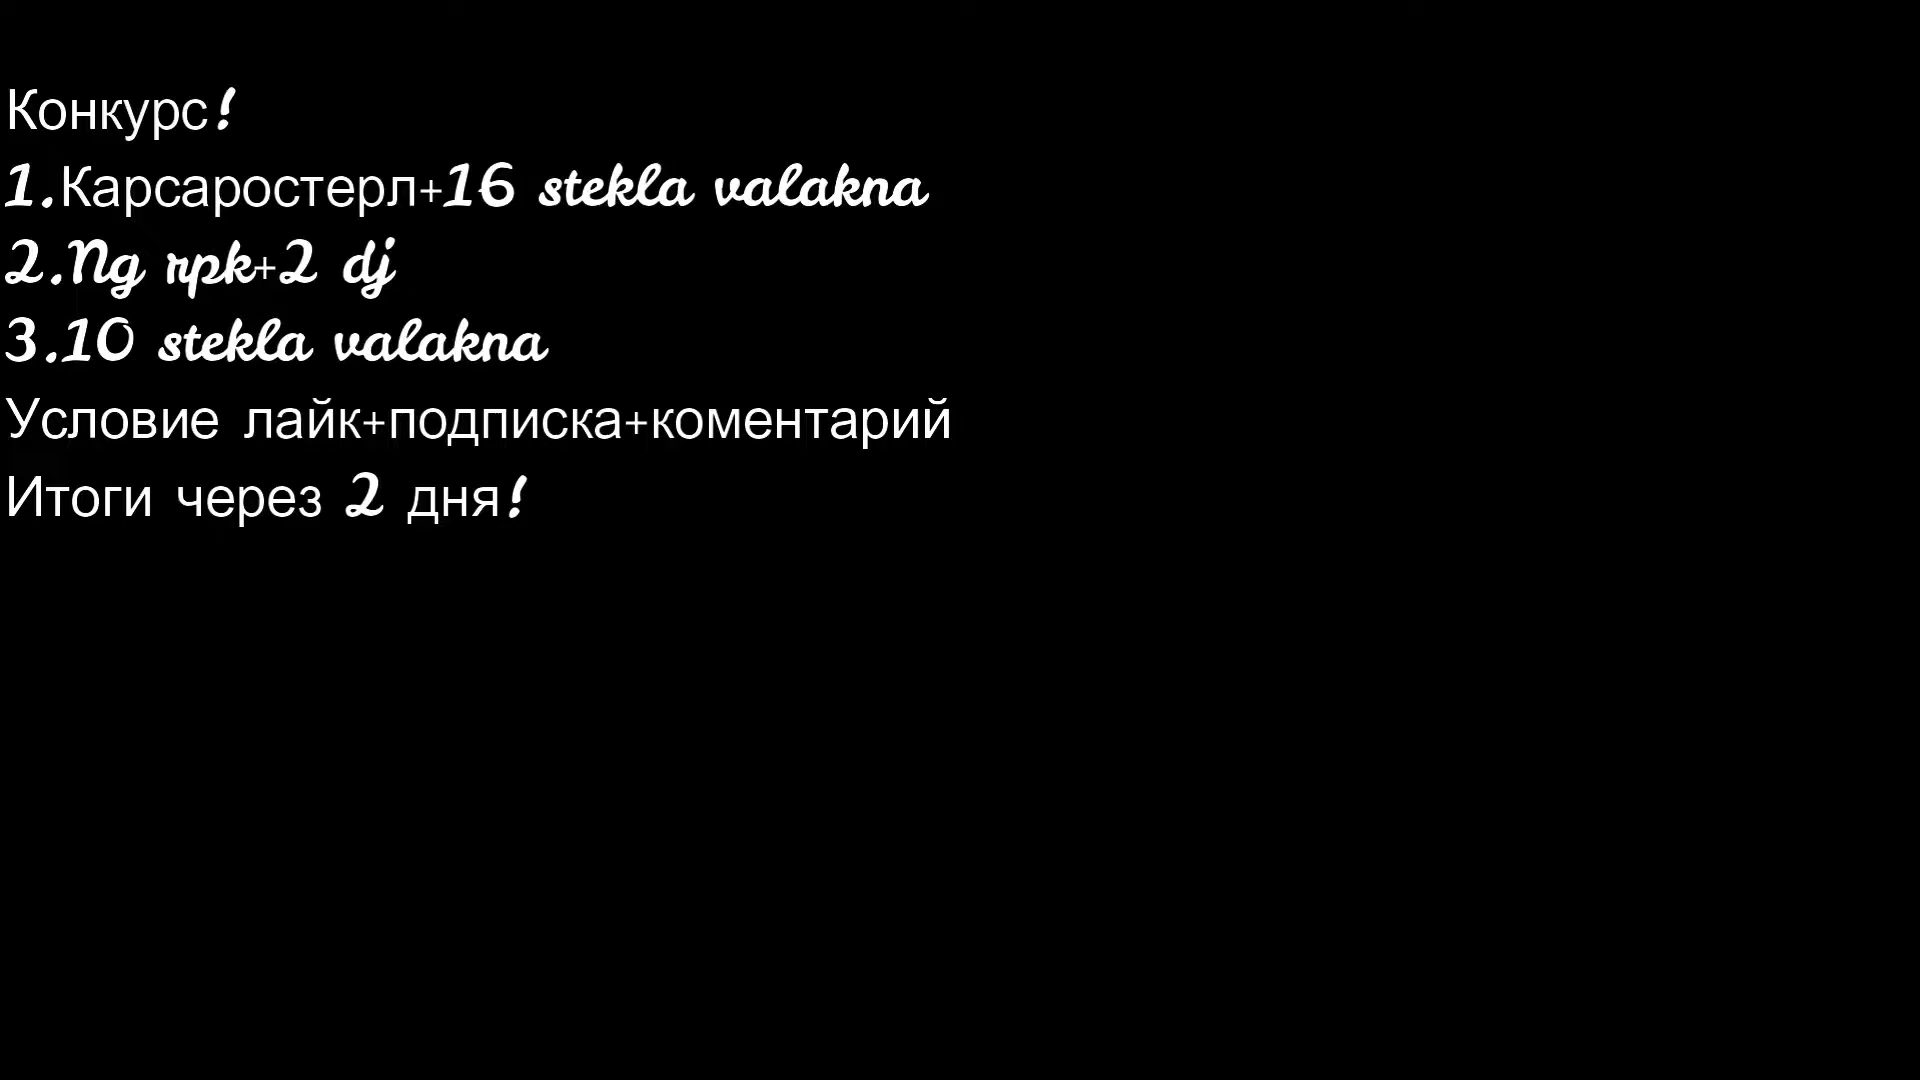 Конкурс!
1.Карсаростерл+16 stekla valakna
2.Ng rpk+2 dj
3.10 stekla valakna
Условие лайк+подписка+коментарий
Итоги через 2 дня!